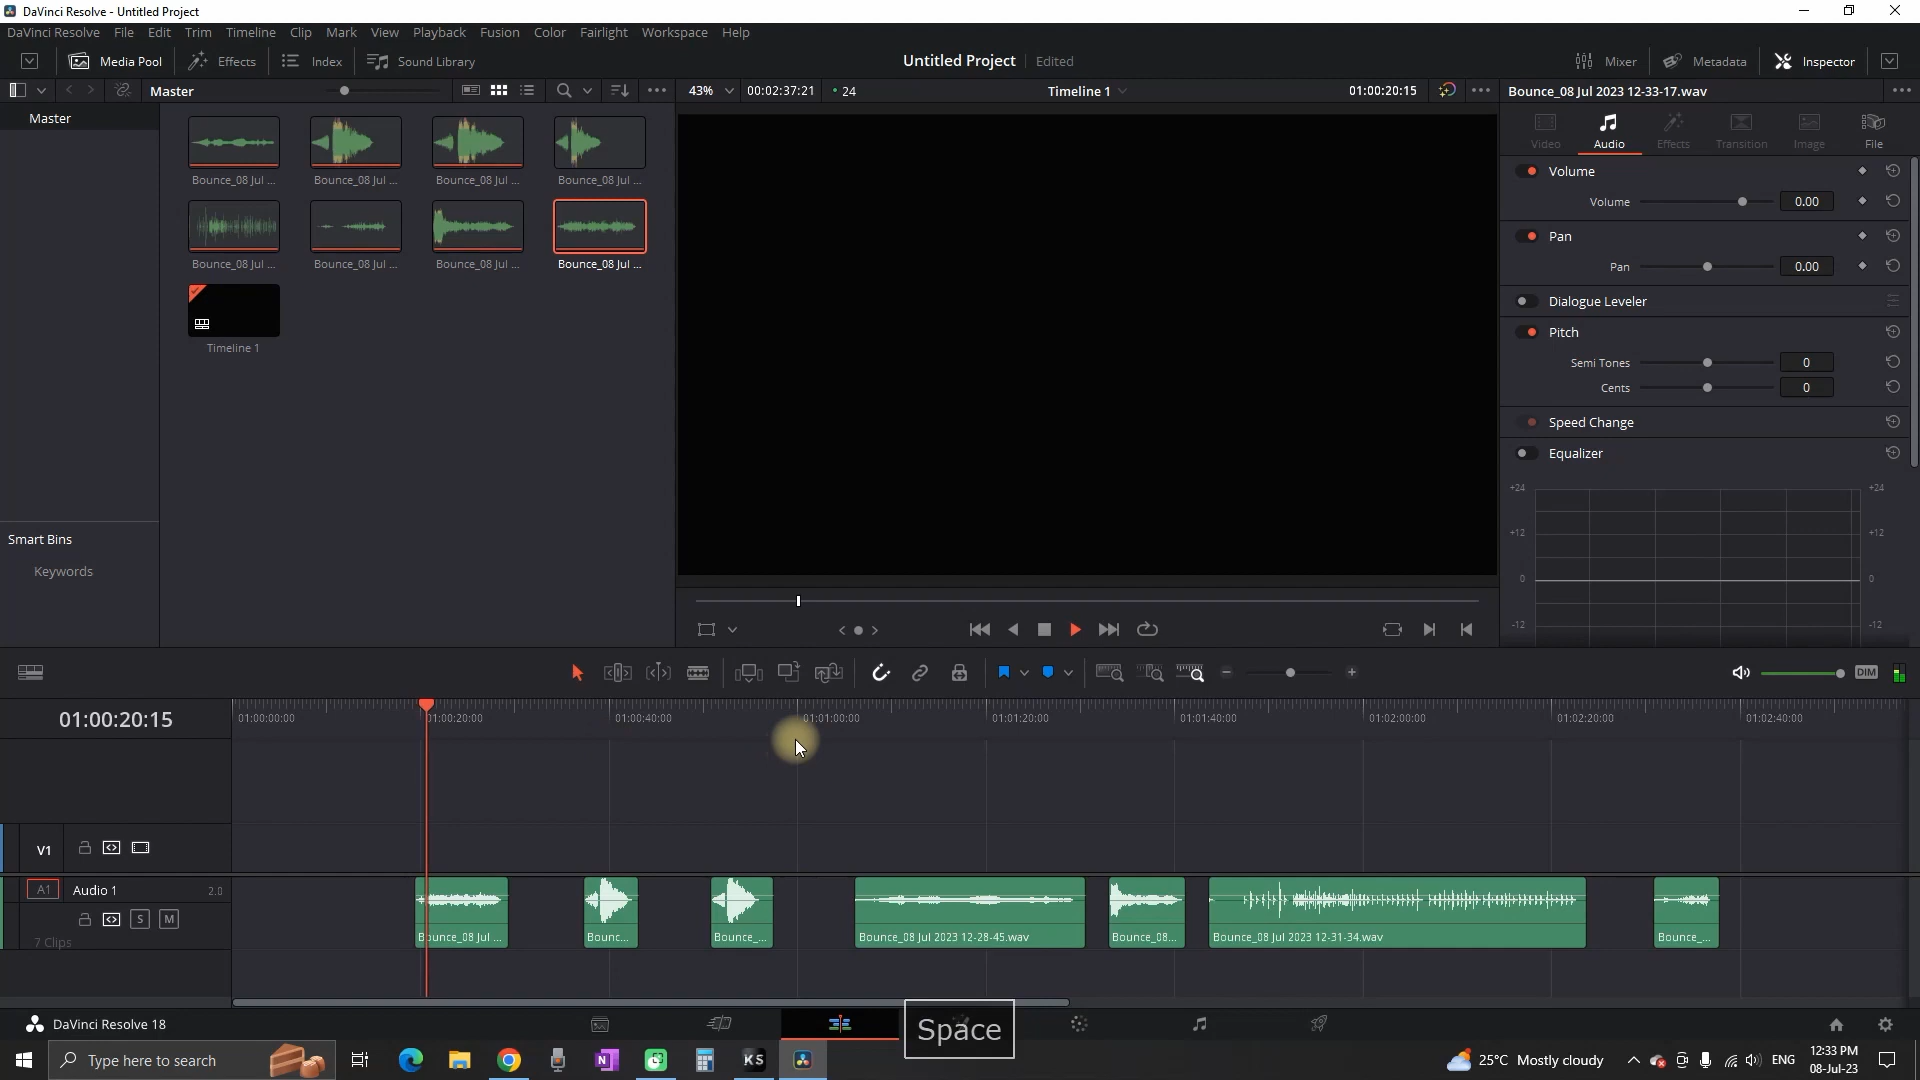 DaVinci Resolve - Untitled Project
DaVinci Resolve File Edit Trim Timeline Clip Mark View Playback Fusion Color Fairlight Workspace Help
Media Pool Effects Index Sound Library Untitled Project Edited Mixer Metadata Inspector
Master 43% 00:02:37:21 24 Timeline 1 01:00:20:15 Bounce_08 Jul 2023 12-33-17.wav
Master
Video Audio Effects Transition Image File
Bounce_08 Jul ... Bounce_08 Jul ... Bounce_08 Jul ... Bounce_08 Jul ...
Volume
Volume 0.00
Pan
Bounce_08 Jul ... Bounce_08 Jul ... Bounce_08 Jul ... Bounce_08 Jul ...
Pan 0.00
Dialogue Leveler
Pitch
Timeline 1
Semi Tones 0
Cents 0
Speed Change
Equalizer
+24 +24
+12 +12
Smart Bins
Keywords
0 0
-12 -12
DIM
01:00:20:15
01:00:00:00 01:00:20:00 01:00:40:00 01:01:00:00 01:01:20:00 01:01:40:00 01:02:00:00 01:02:20:00 01:02:40:00
V1
A1 Audio 1 2.0
S M
7 Clips
Bounce_08 Jul ... Bounc... Bounce_... Bounce_08 Jul 2023 12-28-45.wav Bounce_08... Bounce_08 Jul 2023 12-31-34.wav Bounce_...
DaVinci Resolve 18
Space
Type here to search
N
KS
25°C Mostly cloudy ENG
12:33 PM
08-Jul-23